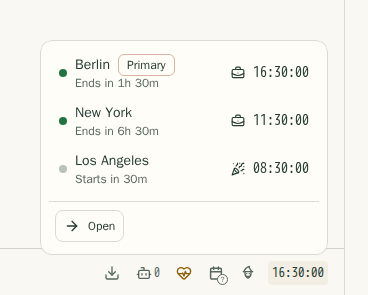 Berlin Primary 16:30:00
Ends in 1h 30m
New York 11:30:00
Ends in 6h 30m
Los Angeles 08:30:00
Starts in 30m
Open
0 ? 16:30:00